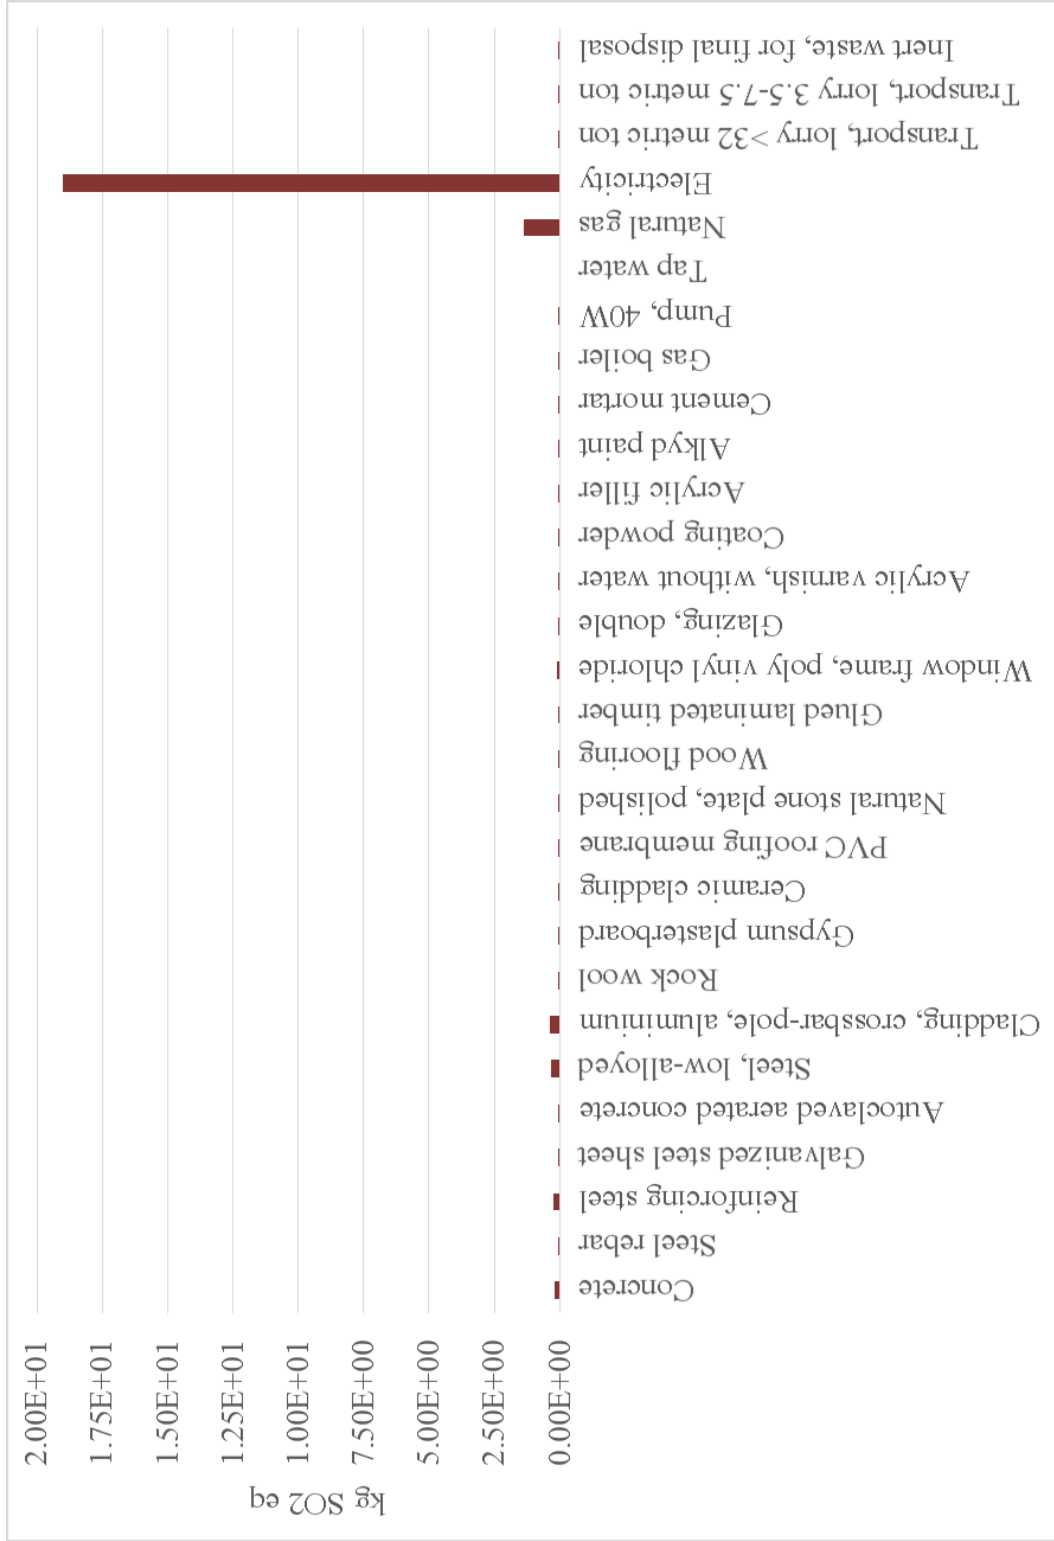 kg SO2 eq
2.00E+01
1.75E+01
1.50E+01
1.25E+01
1.00E+01
7.50E+00
5.00E+00
2.50E+00
0.00E+00
Concrete
Steel rebar
Reinforcing steel
Galvanized steel sheet
Autoclaved aerated concrete
Steel, low-alloyed
Cladding, crossbar-pole, aluminium
Rock wool
Gypsum plasterboard
Ceramic cladding
PVC roofing membrane
Natural stone plate, polished
Wood flooring
Glued laminated timber
Window frame, poly vinyl chloride
Glazing, double
Acrylic varnish, without water
Coating powder
Acrylic filler
Alkyd paint
Cement mortar
Gas boiler
Pump, 40W
Tap water
Natural gas
Electricity
Transport, lorry >32 metric ton
Transport, lorry 3.5-7.5 metric ton
Inert waste, for final disposal